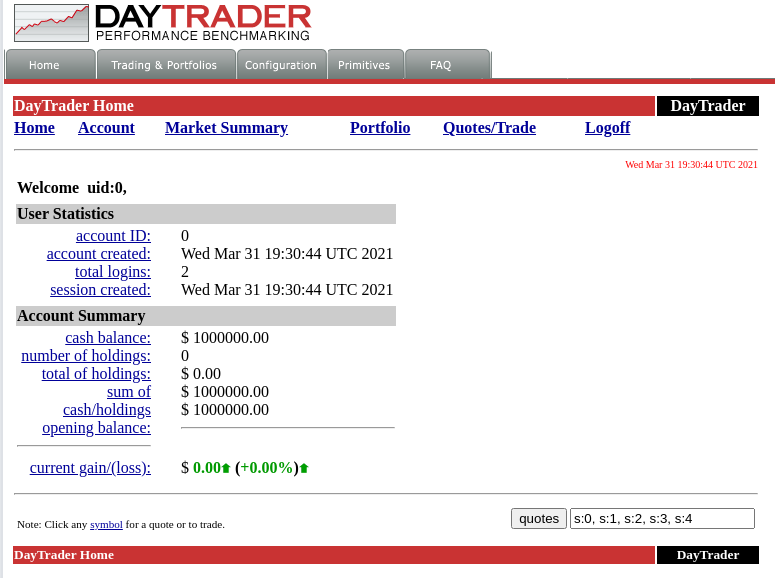 DAYTRADER
PERFORMANCE BENCHMARKING
Home Trading & Portfolios Configuration Primitives FAQ
DayTrader Home DayTrader
Home Account Market Summary Portfolio Quotes/Trade Logoff
Wed Mar 31 19:30:44 UTC 2021
Welcome uid:0,
User Statistics
account ID: 0
account created: Wed Mar 31 19:30:44 UTC 2021
total logins: 2
session created: Wed Mar 31 19:30:44 UTC 2021
Account Summary
cash balance: $ 1000000.00
number of holdings: 0
total of holdings: $ 0.00
sum of $ 1000000.00
cash/holdings $ 1000000.00
opening balance:
current gain/(loss): $ 0.00 (+0.00%)
quotes s:0, s:1, s:2, s:3, s:4
Note: Click any symbol for a quote or to trade.
DayTrader Home DayTrader